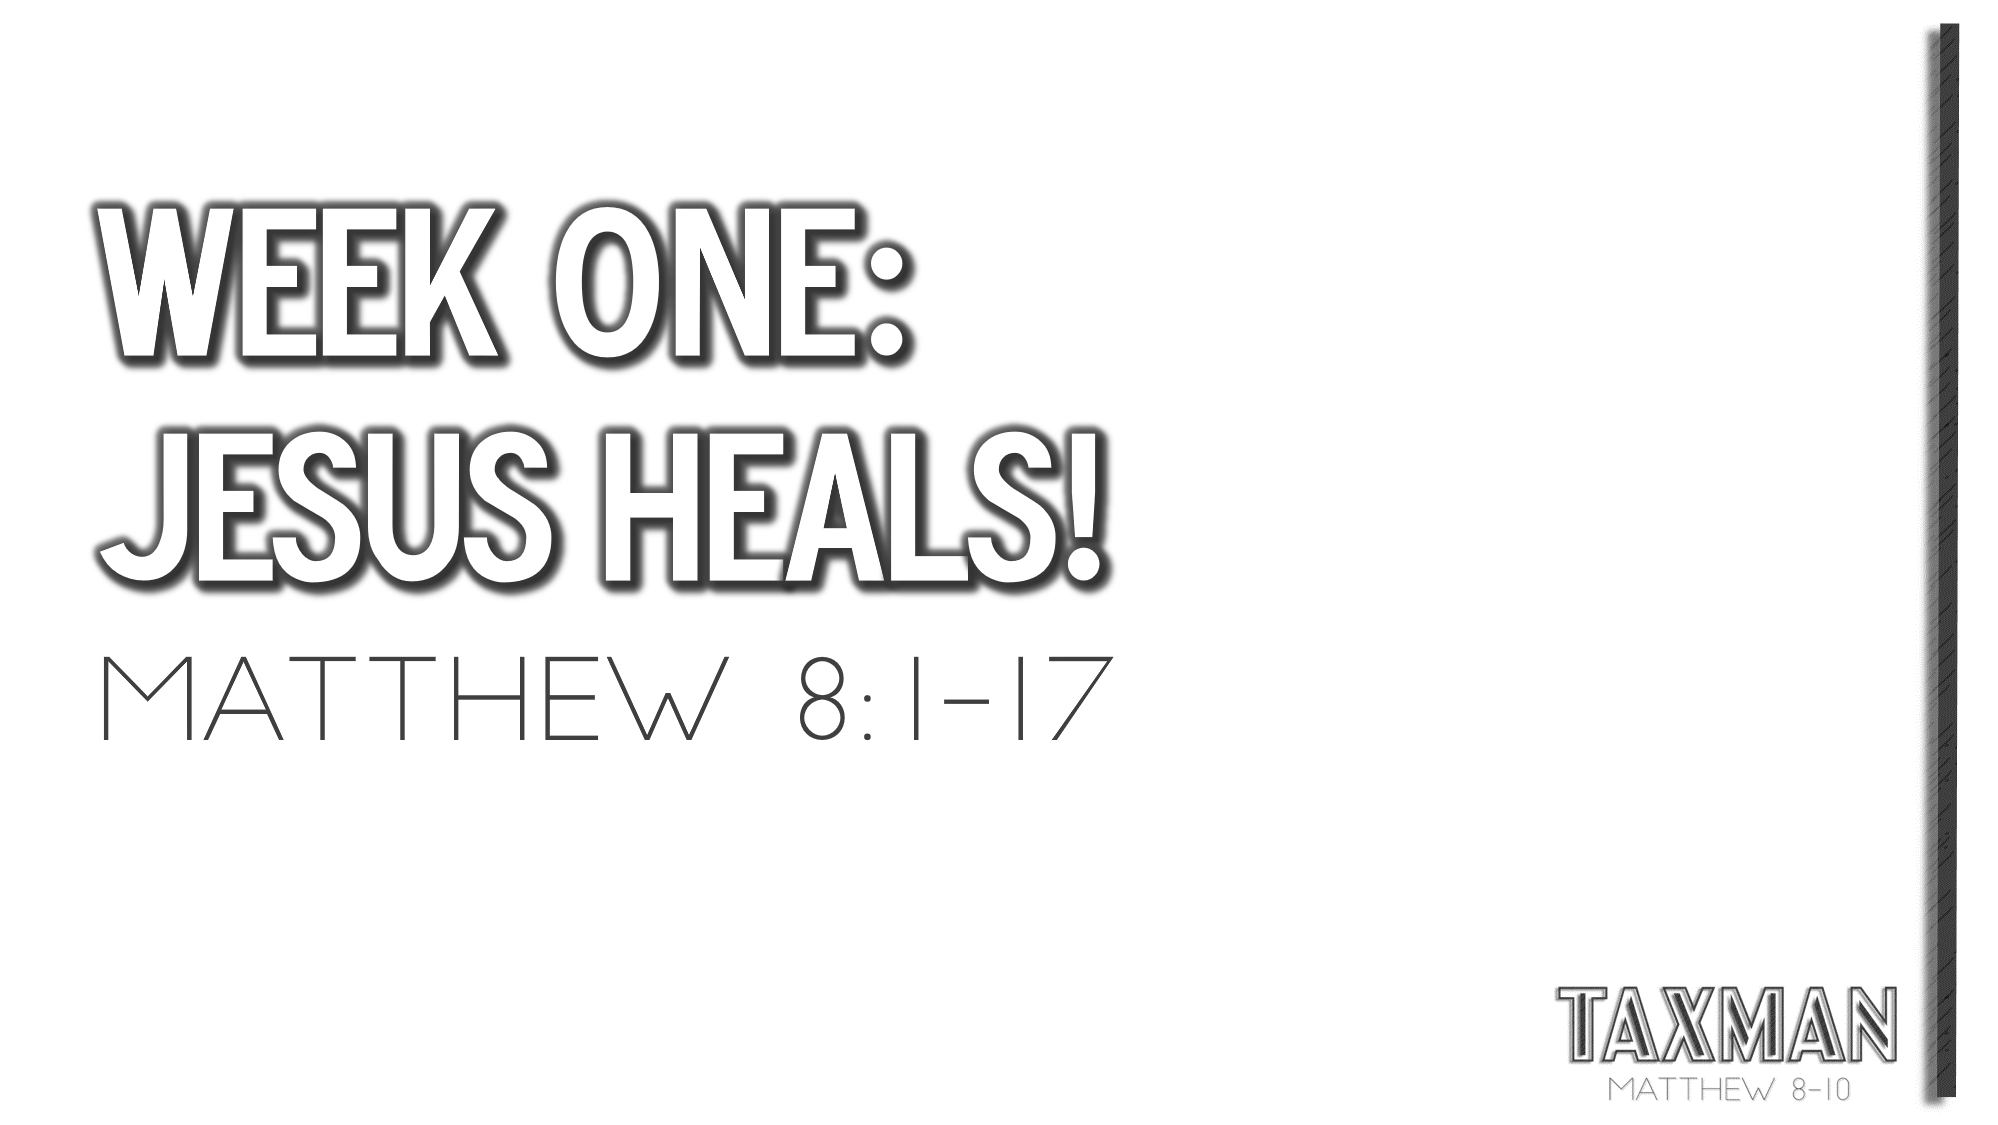 WEEK ONE:
JESUS HEALS!
MATTHEW 8:1-17
TAXMAN
MATTHEW 8-10